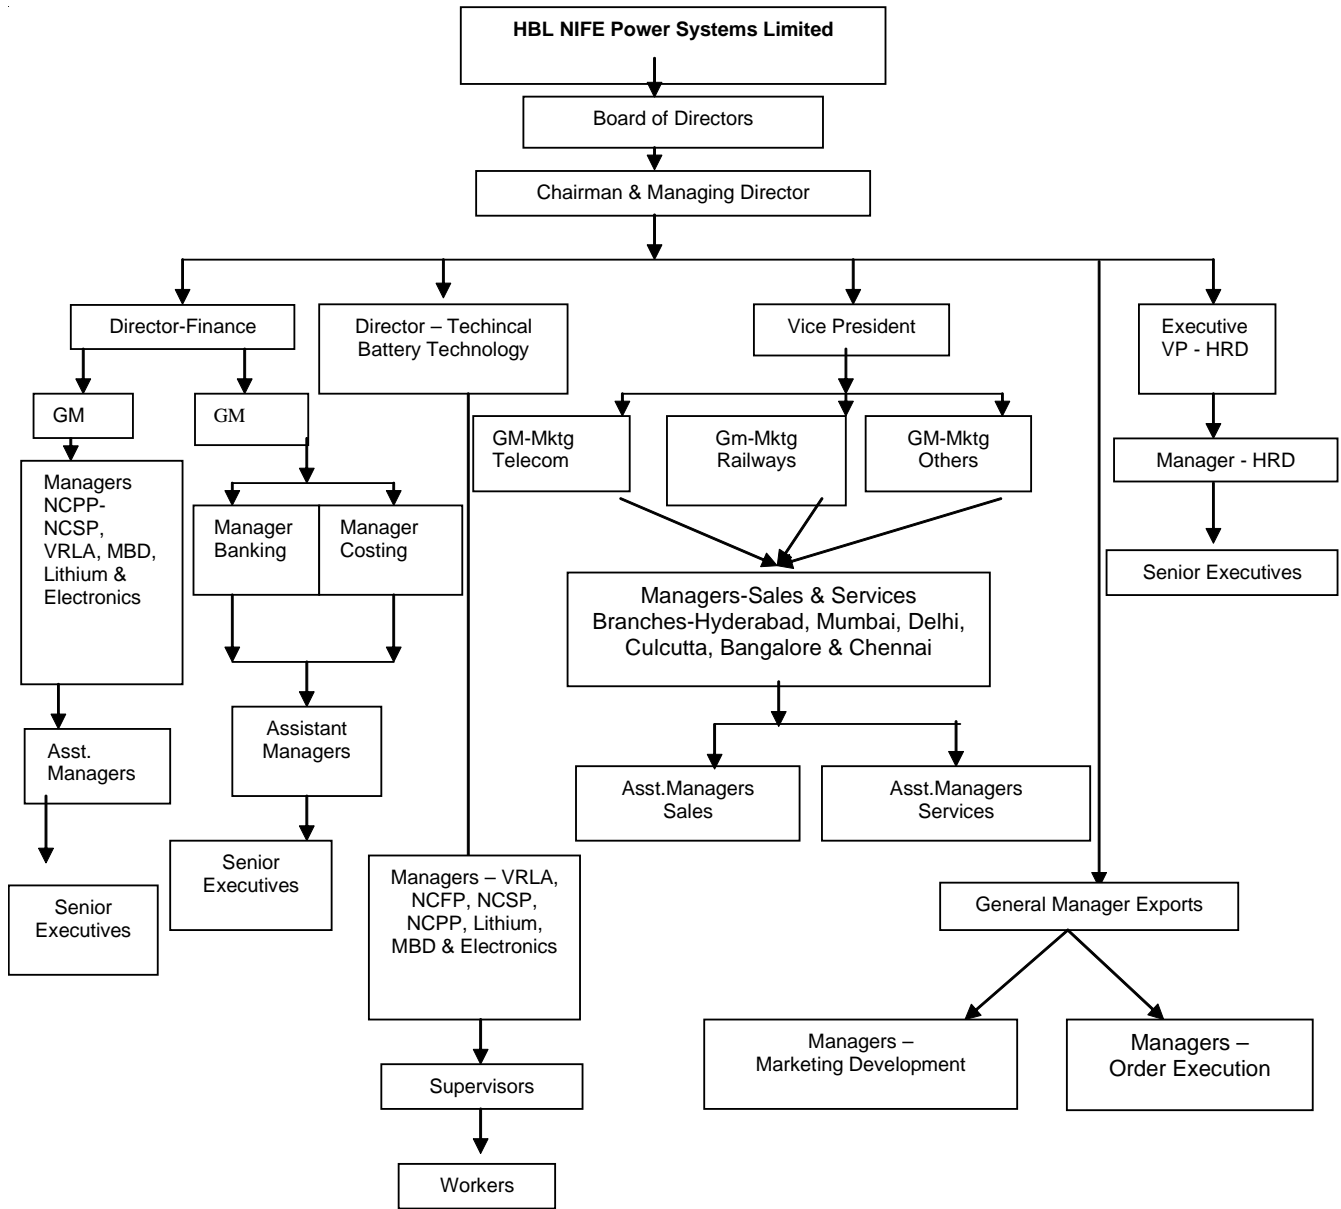 HBL NIFE Power Systems Limited
Board of Directors
Chairman & Managing Director
Director-Finance
Director – Techincal
Battery Technology
Vice President
Executive
VP - HRD
GM
GM
GM-Mktg
Telecom
Gm-Mktg
Railways
GM-Mktg
Others
Manager - HRD
Managers
NCPP-
NCSP,
VRLA, MBD,
Lithium &
Electronics
Manager
Banking
Manager
Costing
Senior Executives
Managers-Sales & Services
Branches-Hyderabad, Mumbai, Delhi,
Culcutta, Bangalore & Chennai
Asst.
Managers
Assistant
Managers
Asst.Managers
Sales
Asst.Managers
Services
Senior
Executives
Senior
Executives
Managers – VRLA,
NCFP, NCSP,
NCPP, Lithium,
MBD & Electronics
General Manager Exports
Managers –
Marketing Development
Managers –
Order Execution
Supervisors
Workers